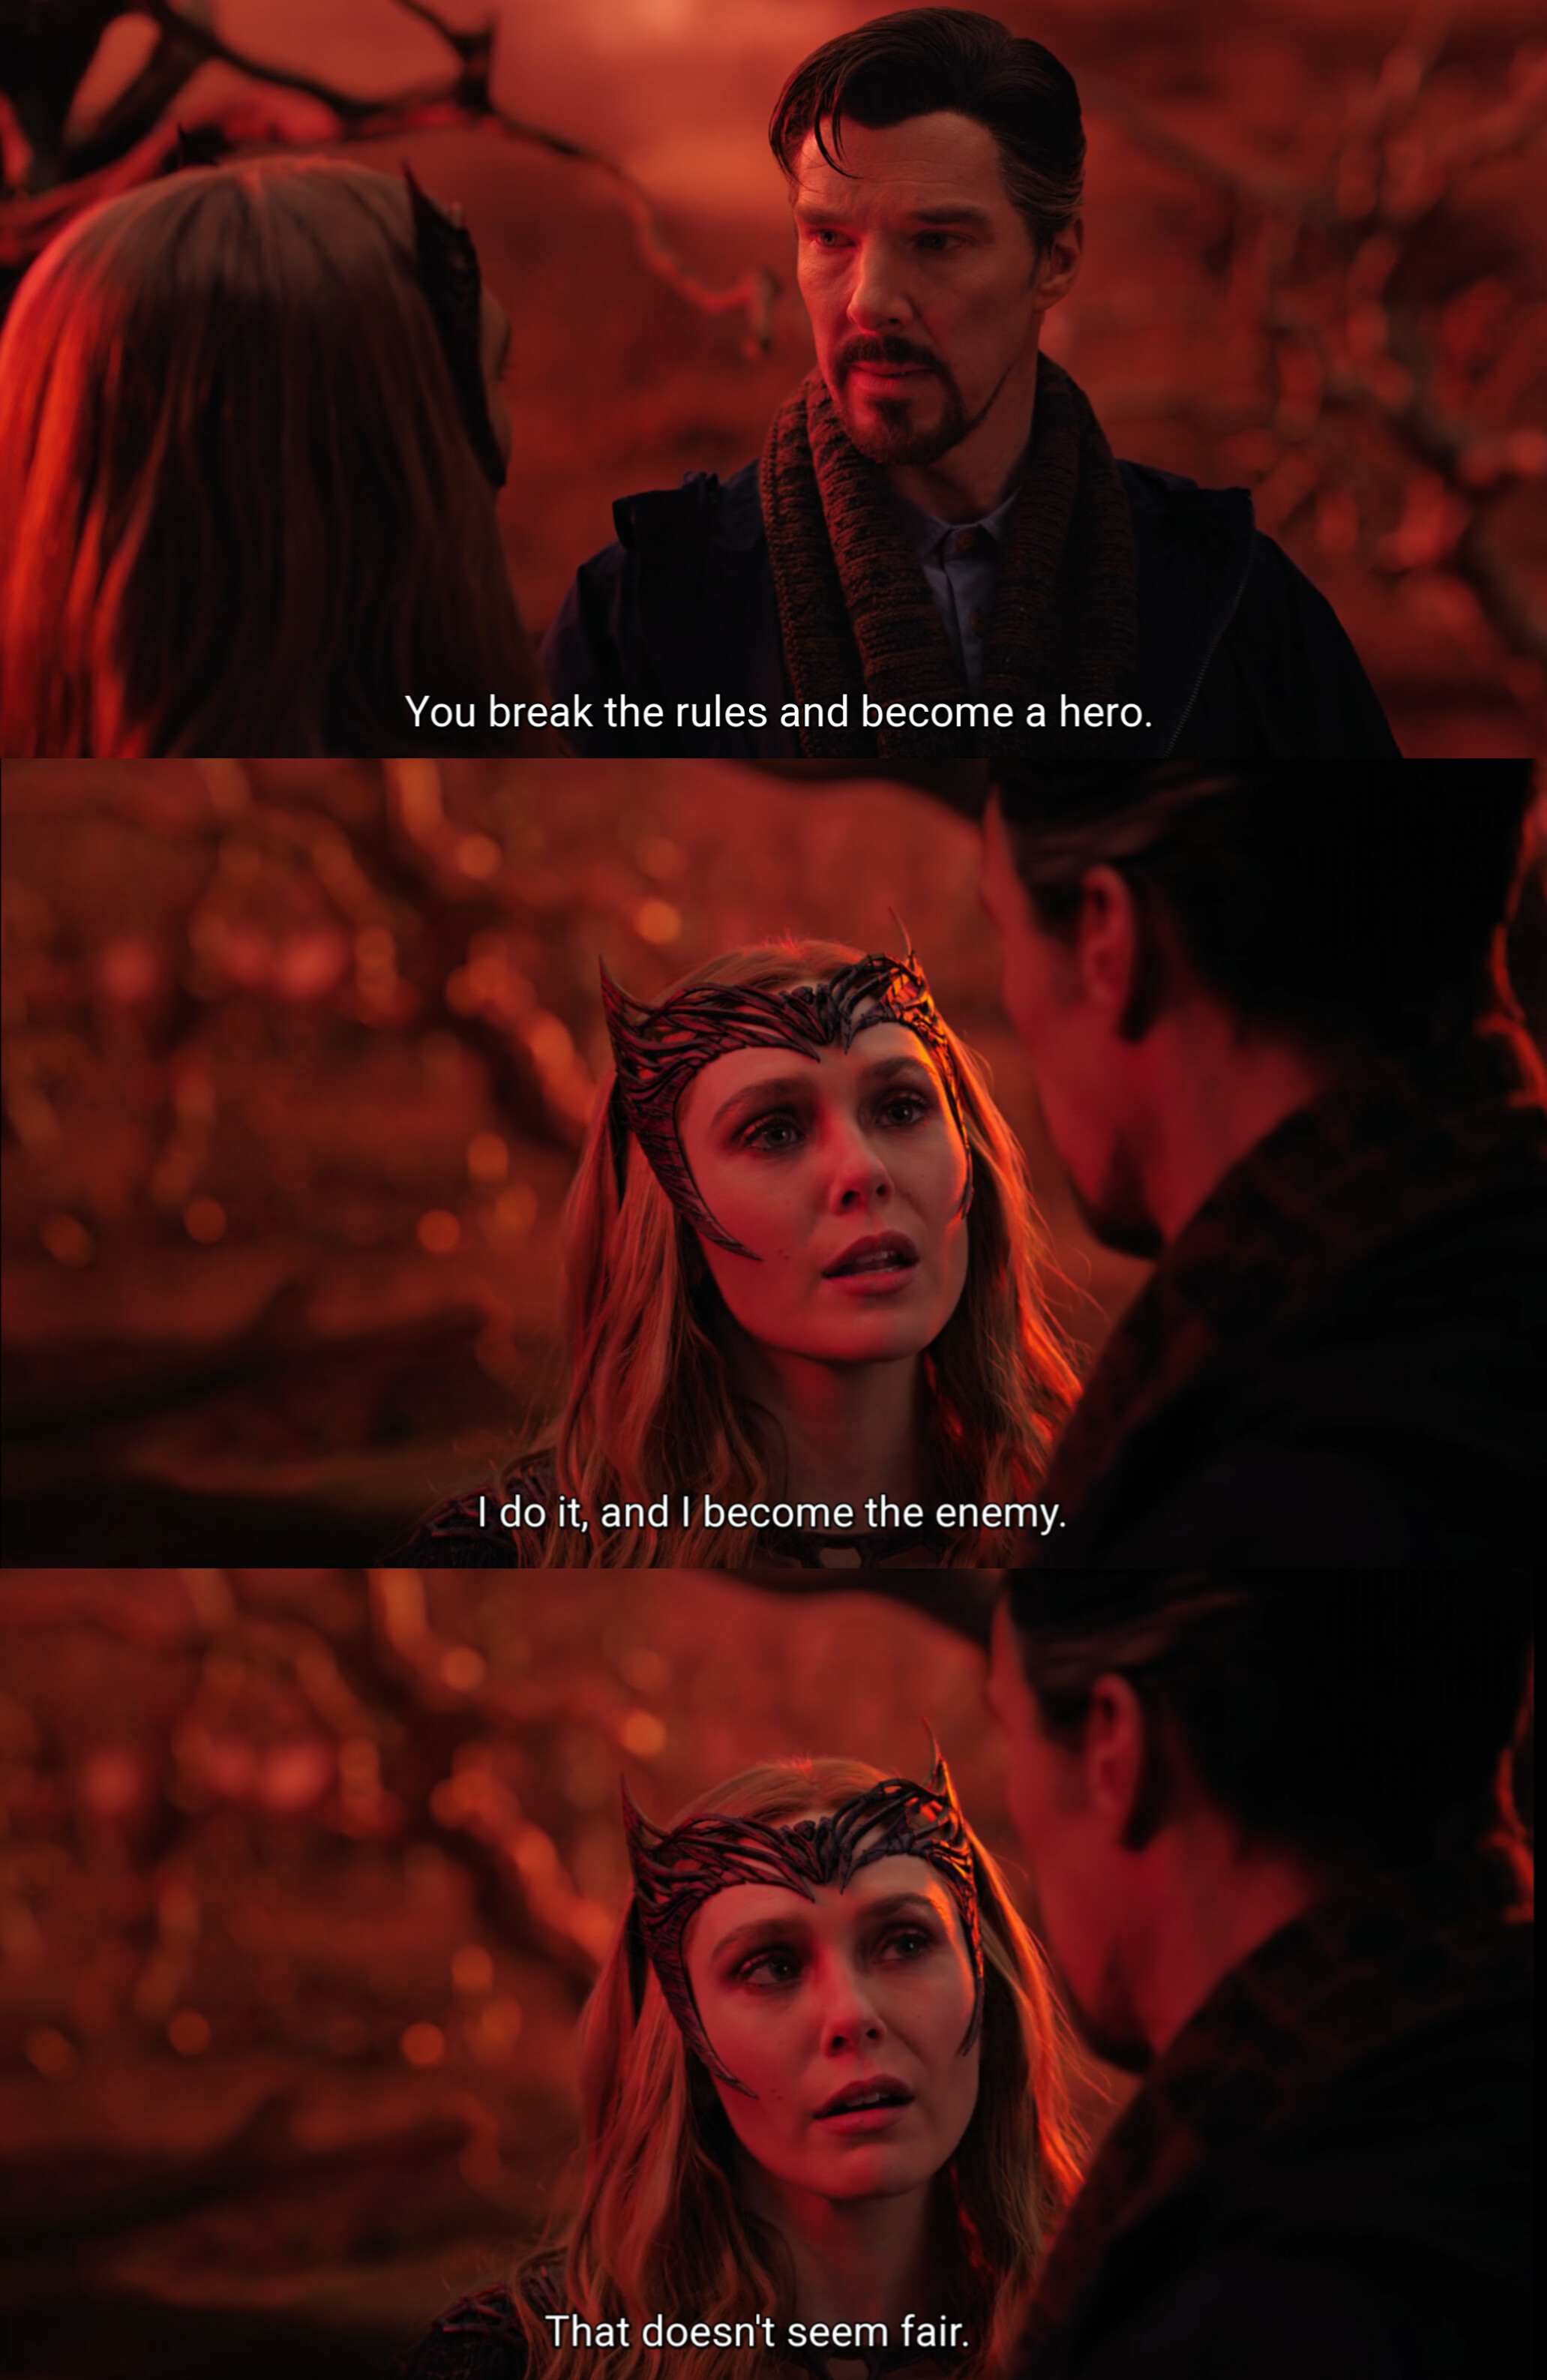 You break the rules and become a hero.
I do it, and I become the enemy.
That doesn't seem fair.